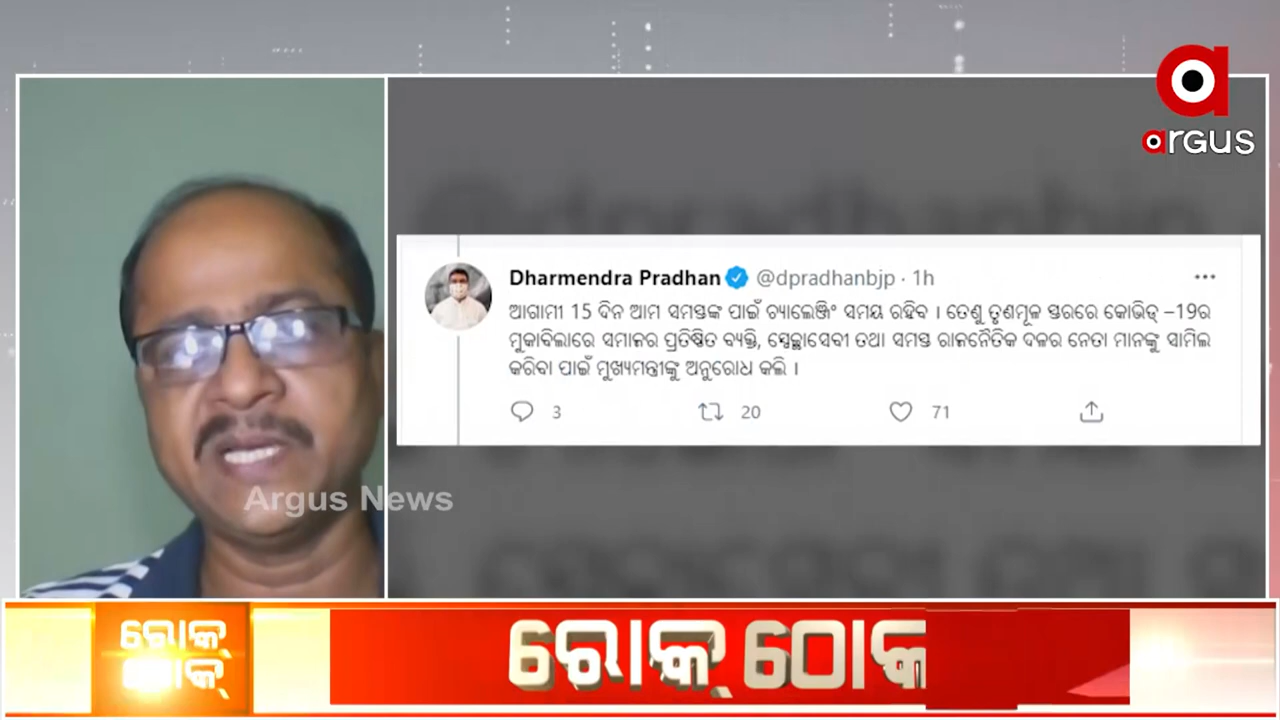 argus
Dharmendra Pradhan @dpradhanbjp · 1h
ଆଗାମୀ 15 ଦିନ ଆମ ସମସ୍ତଙ୍କ ପାଇଁ ଚ୍ୟାଲେଞ୍ଜିଂ ସମୟ ରହିବ । ତେଣୁ ତୃଣମୂଳ ସ୍ତରରେ କୋଭିଡ୍ –19ର
ମୁକାବିଲାରେ ସମାଜର ପ୍ରତିଷ୍ଠିତ ବ୍ୟକ୍ତି, ସ୍ବେଚ୍ଛାସେବୀ ତଥା ସମସ୍ତ ରାଜନୈତିକ ଦଳର ନେତା ମାନଙ୍କୁ ସାମିଲ
କରିବା ପାଇଁ ମୁଖ୍ୟମନ୍ତ୍ରୀଙ୍କୁ ଅନୁରୋଧ କଲି ।
3 20 71
Argus News
ରୋକ୍
ଠୋକ୍
ରୋକ୍ ଠୋକ